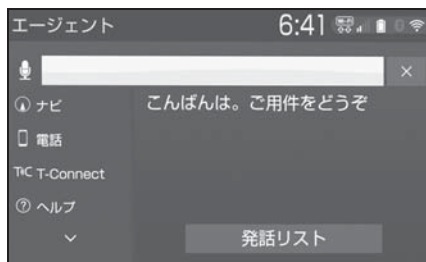 エージェント 6:41
×
ナビ
こんばんは。ご用件をどうぞ
電話
T-Connect
ヘルプ
発話リスト